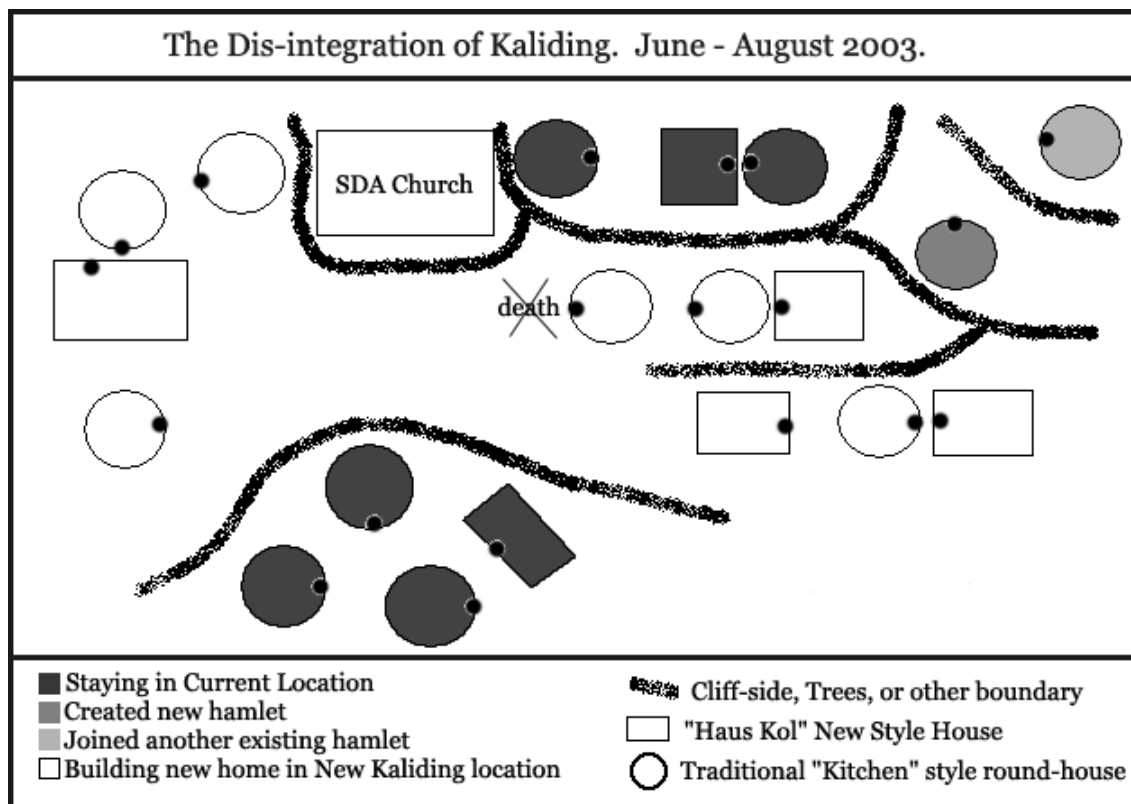 The Dis-integration of Kaliding. June - August 2003.
SDA Church
death
Staying in Current Location
Created new hamlet
Joined another existing hamlet
Building new home in New Kaliding location
Cliff-side, Trees, or other boundary
"Haus Kol" New Style House
Traditional "Kitchen" style round-house